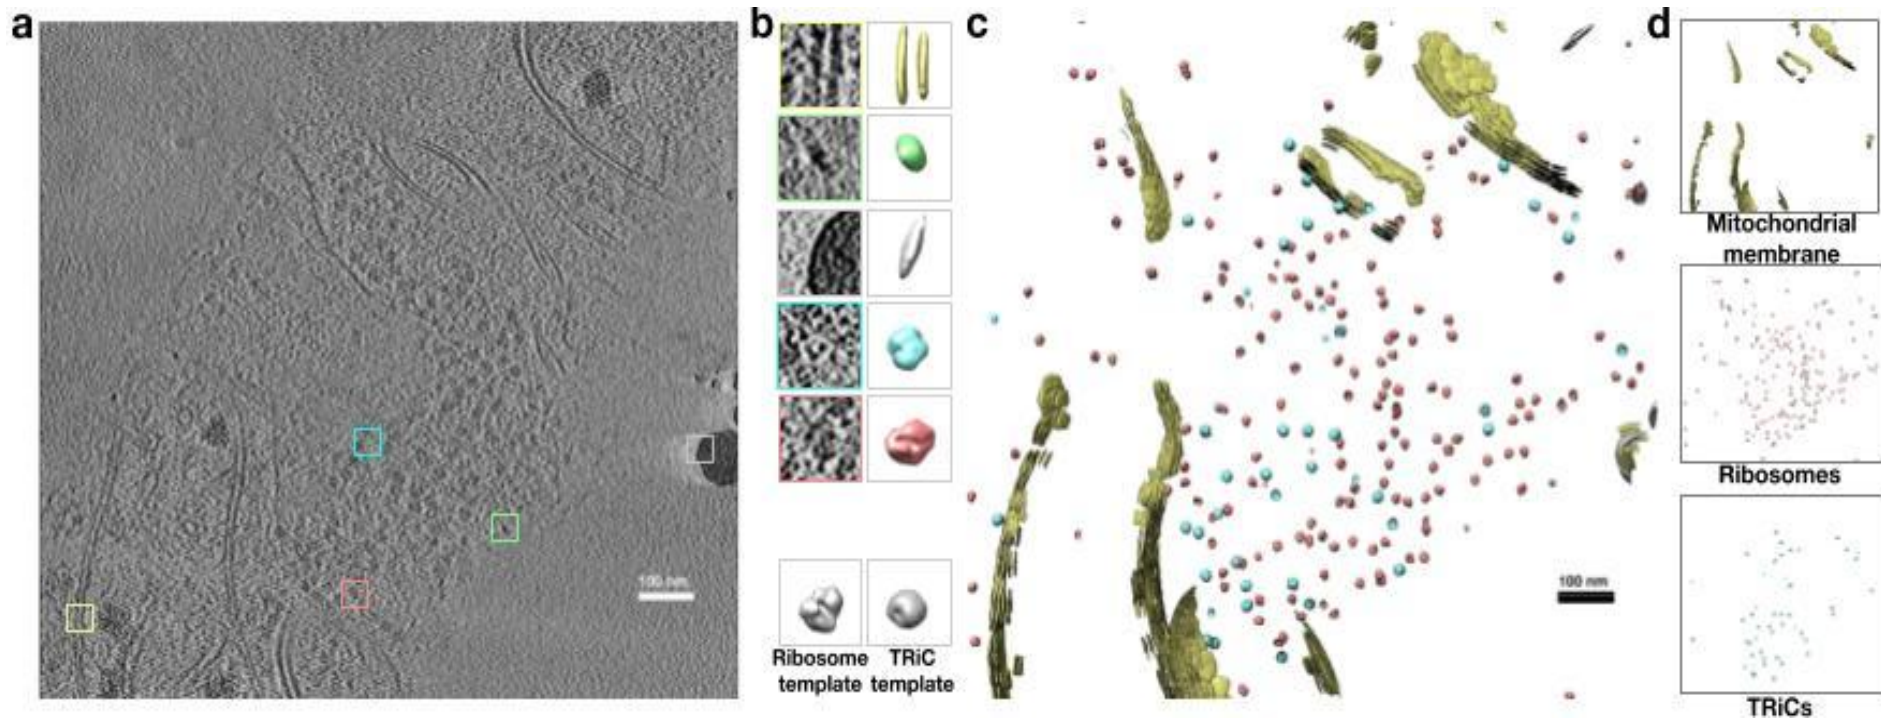 a
b
c
d
100 nm
Ribosome
template
TRiC
template
100 nm
Mitochondrial
membrane
Ribosomes
TRiCs